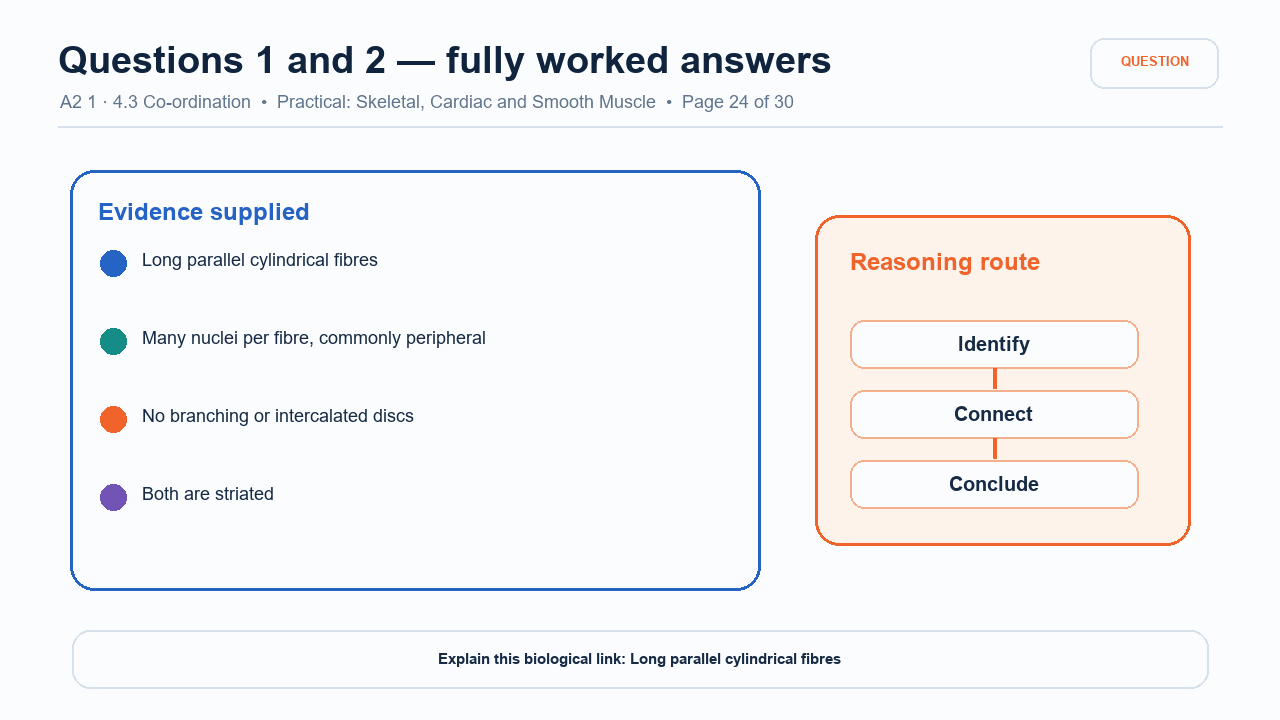 Questions 1 and 2 — fully worked answers
QUESTION
A2 1 · 4.3 Co-ordination • Practical: Skeletal, Cardiac and Smooth Muscle • Page 24 of 30
Evidence supplied
Long parallel cylindrical fibres
Many nuclei per fibre, commonly peripheral
No branching or intercalated discs
Both are striated
Reasoning route
Identify
Connect
Conclude
Explain this biological link: Long parallel cylindrical fibres